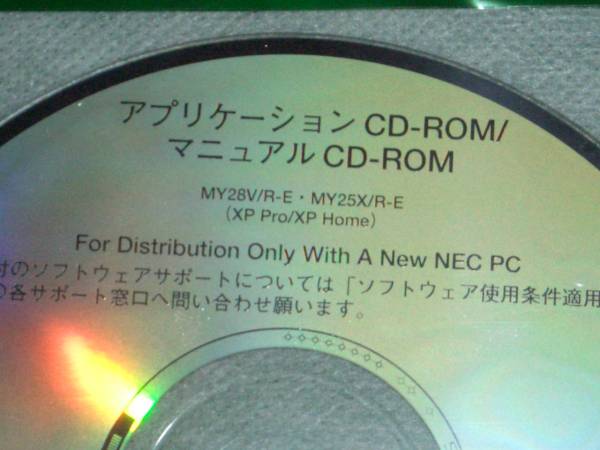 アプリケーション CD-ROM/
マニュアル CD-ROM
MY28V/R-E・MY25X/R-E
(XP Pro/XP Home)
For Distribution Only With A New NEC PC
付のソフトウェアサポートについては「ソフトウェア使用条件適用
の各サポート窓口へ問い合わせ願います。